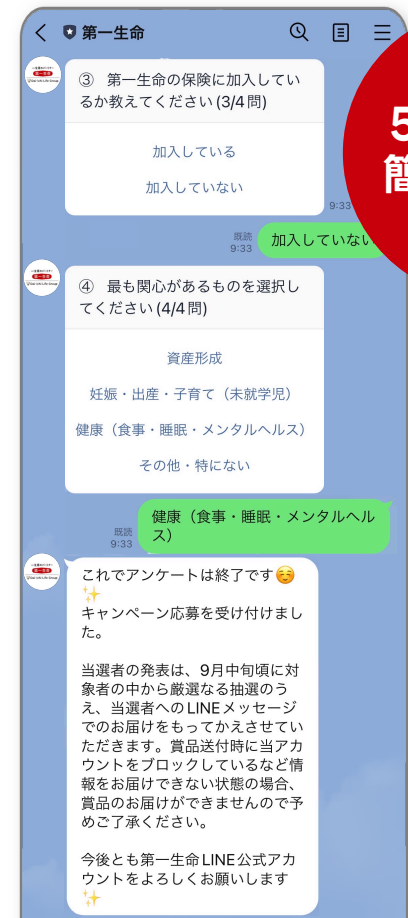 第一生命
5
簡
③ 第一生命の保険に加入してい
るか教えてください(3/4問)
加入している
加入していない
9:33
既読
9:33
加入していない
④ 最も関心があるものを選択し
てください(4/4問)
資産形成
妊娠・出産・子育て（未就学児）
健康（食事・睡眠・メンタルヘルス）
その他・特にない
既読
9:33
健康（食事・睡眠・メンタルヘル
ス）
これでアンケートは終了です😊
✨
キャンペーン応募を受け付けまし
た。
当選者の発表は、9月中旬頃に対
象者の中から厳選なる抽選のう
え、当選者へのLINEメッセージ
でのお届けをもってかえさせてい
ただきます。賞品送付時に当アカ
ウントをブロックしているなど情
報をお届けできない状態の場合、
賞品のお届けができませんので予
めご了承ください。
今後とも第一生命LINE公式アカ
ウントをよろしくお願いします
✨